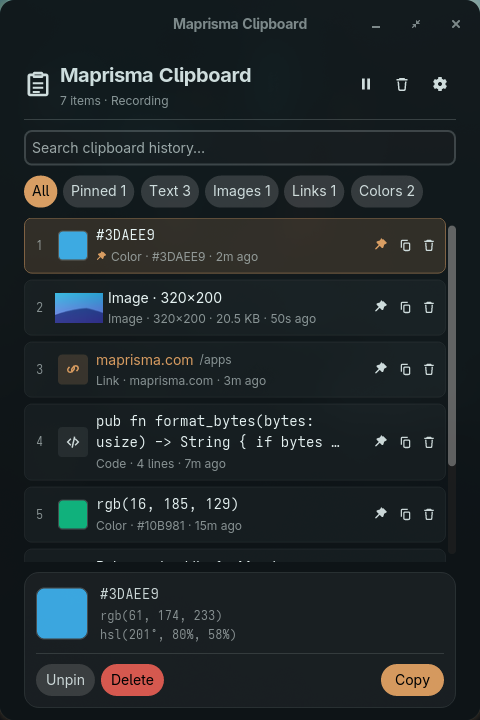 Maprisma Clipboard
Maprisma Clipboard
7 items · Recording
Search clipboard history...
All Pinned 1 Text 3 Images 1 Links 1 Colors 2
1 #3DAEE9
Color · #3DAEE9 · 2m ago
2 Image · 320×200
Image · 320×200 · 20.5 KB · 50s ago
3 maprisma.com /apps
Link · maprisma.com · 3m ago
pub fn format_bytes(bytes:
4 usize) -> String { if bytes …
Code · 4 lines · 7m ago
5 rgb(16, 185, 129)
Color · #10B981 · 15m ago
#3DAEE9
rgb(61, 174, 233)
hsl(201°, 80%, 58%)
Unpin Delete Copy